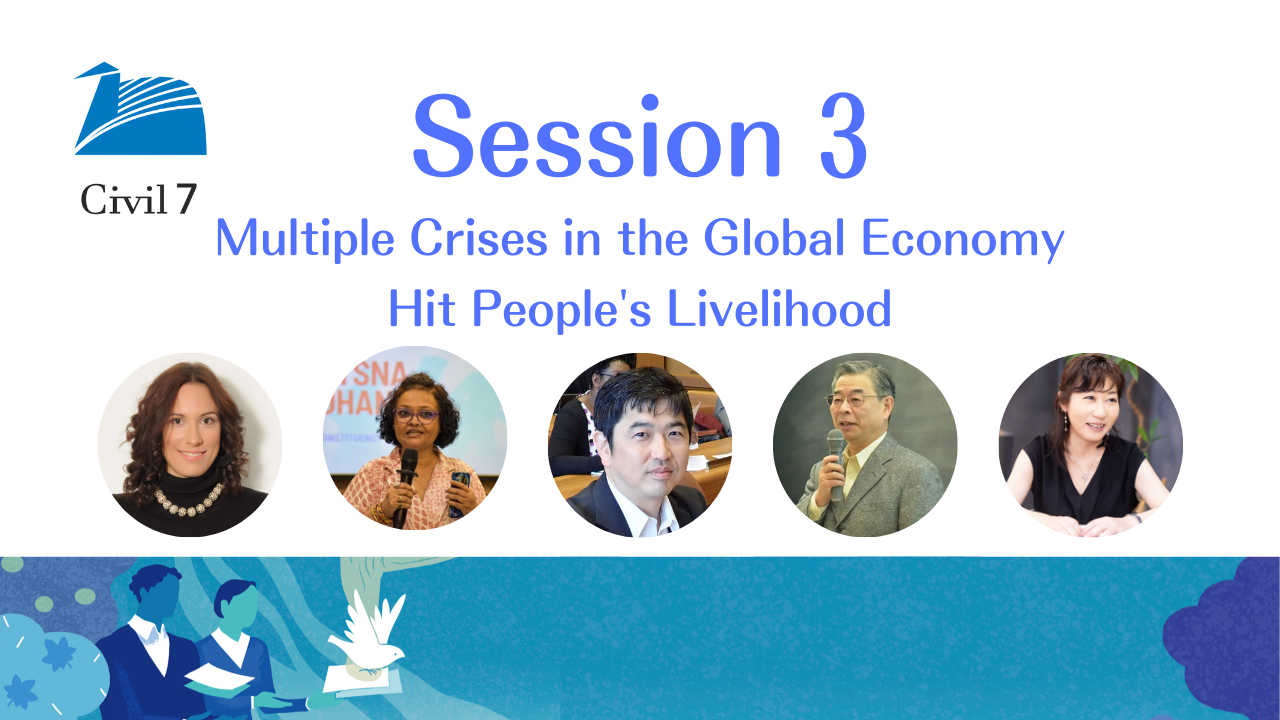 Session 3
Civil 7
Multiple Crises in the Global Economy
Hit People's Livelihood